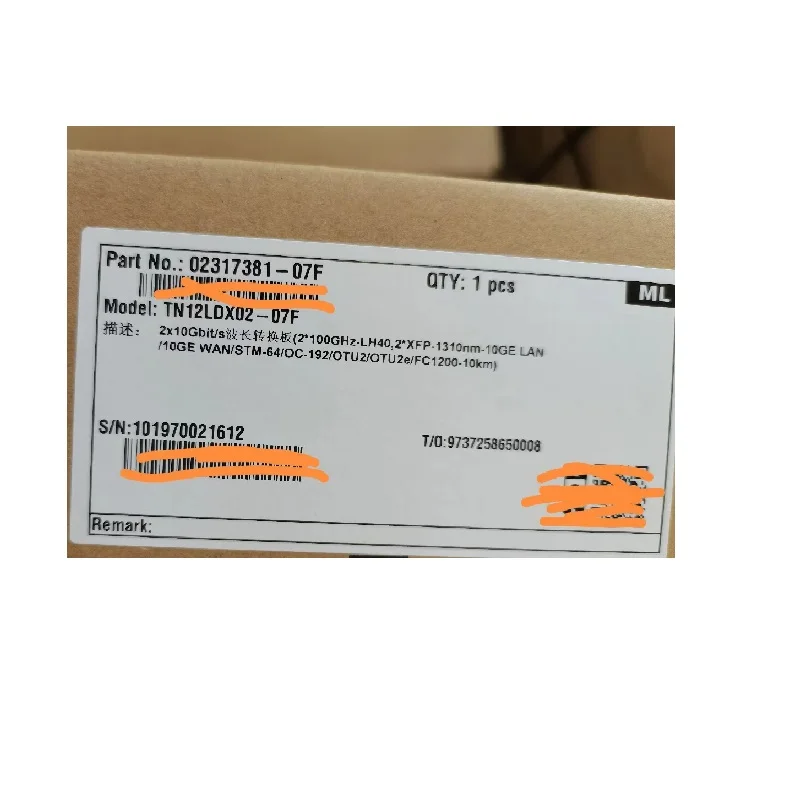 Part No.: 02317381-07F
QTY: 1 pcs
ML
Model: TN12LDX02-07F
描述: 2x10Gbit/s波长转换板(2*100GHz-LH40,2*XFP-1310nm-10GE LAN
/10GE WAN/STM-64/OC-192/OTU2/OTU2e/FC1200-10km)
S/N:101970021612
T/O:9737258650008
Remark: